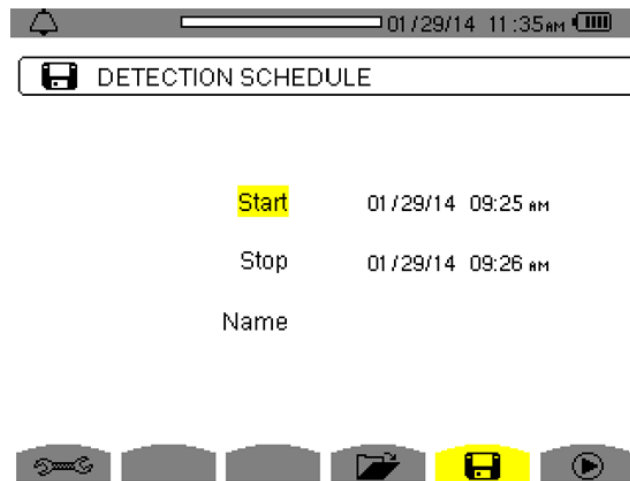 01/29/14 11:35AM
DETECTION SCHEDULE
Start 01/29/14 09:25 AM
Stop 01/29/14 09:26 AM
Name